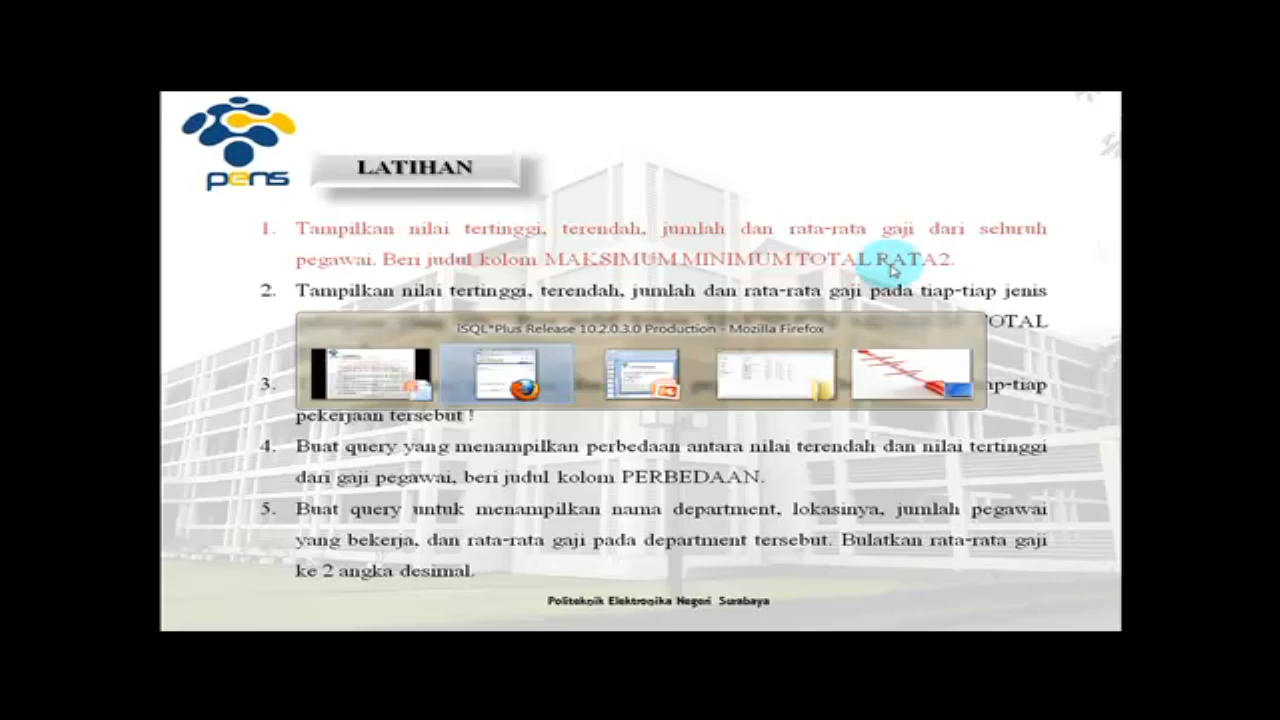 pens
LATIHAN
1. Tampilkan nilai tertinggi, terendah, jumlah dan rata-rata gaji dari seluruh
pegawai. Beri judul kolom MAKSIMUM MINIMUM TOTAL RATA2.
2. Tampilkan nilai tertinggi, terendah, jumlah dan rata-rata gaji pada tiap-tiap jenis
TOTAL
iSQL*Plus Release 10.2.0.3.0 Production - Mozilla Firefox
3.
pekerjaan tersebut !
4. Buat query yang menampilkan perbedaan antara nilai terendah dan nilai tertinggi
dari gaji pegawai, beri judul kolom PERBEDAAN.
5. Buat query untuk menampilkan nama department, lokasinya, jumlah pegawai
yang bekerja, dan rata-rata gaji pada department tersebut. Bulatkan rata-rata gaji
ke 2 angka desimal.
Politeknik Elektronika Negeri Surabaya